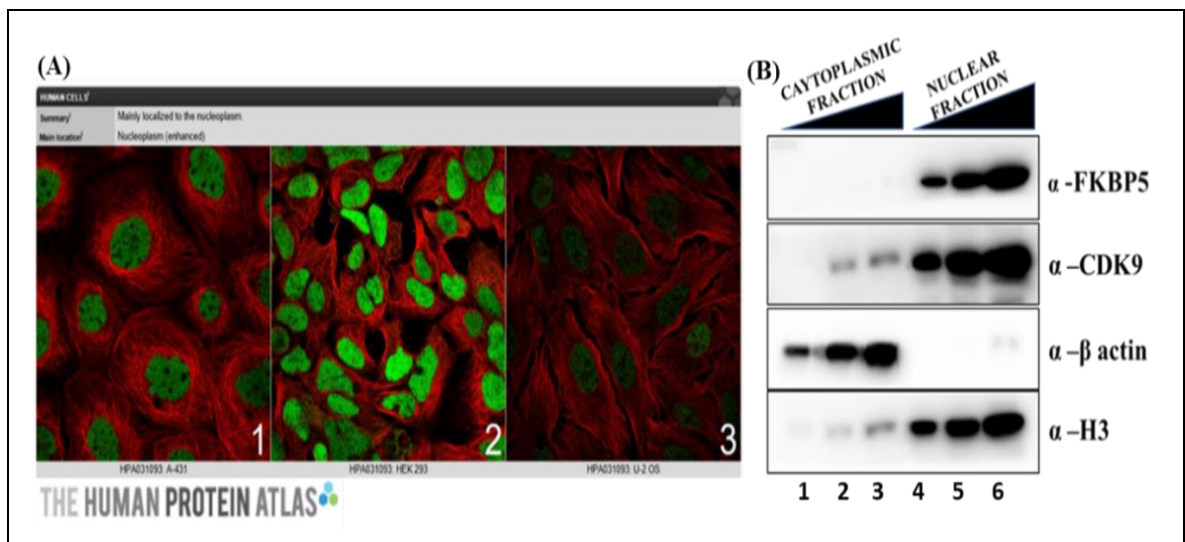 (A)
HUMAN CELLS
Summary Mainly localized to the nucleoplasm.
Main location Nucleoplasm (enhanced)
1 2 3
HPA031093: A-431 HPA031093: HEK 293 HPA031093: U-2 OS
THE HUMAN PROTEIN ATLAS
(B)
CAYTOPLASMIC
FRACTION
NUCLEAR
FRACTION
α -FKBP5
α –CDK9
α –β actin
α –H3
1 2 3 4 5 6